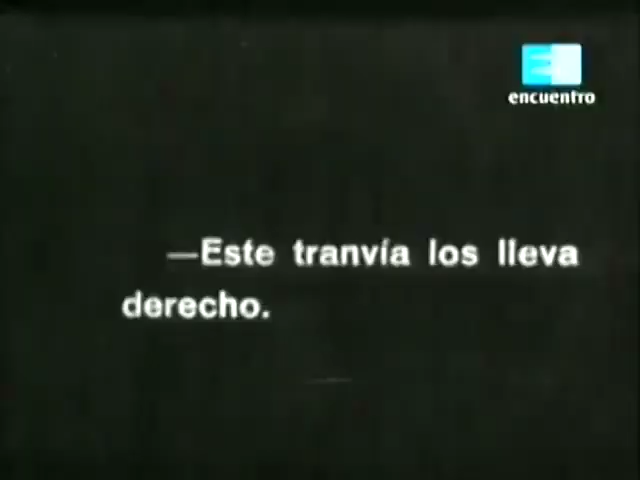 encuentro
—Este tranvía los lleva
derecho.